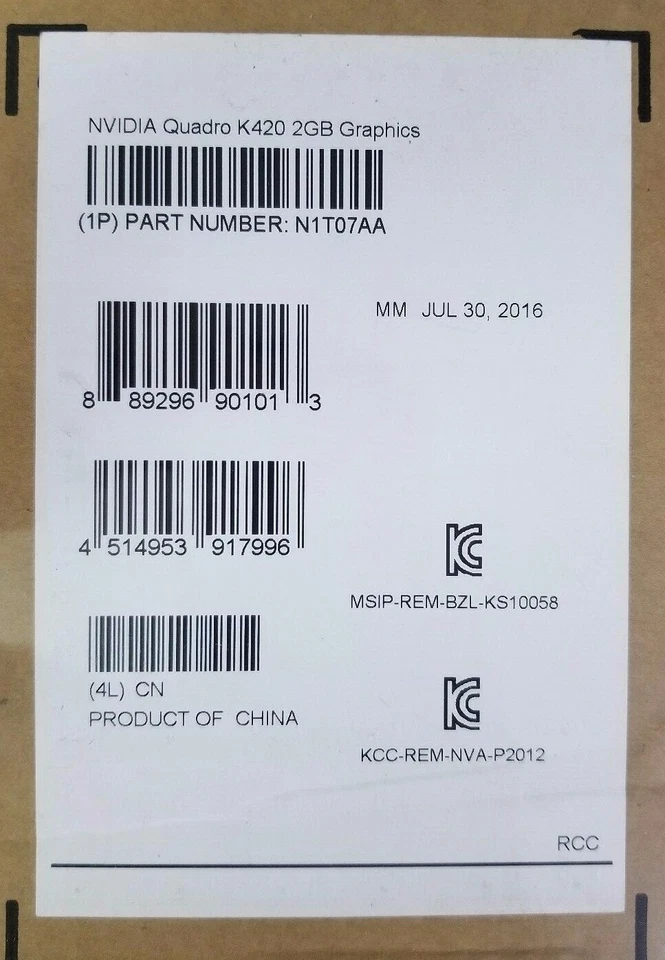 NVIDIA Quadro K420 2GB Graphics
(1P) PART NUMBER: N1T07AA
MM JUL 30, 2016
8 89296 90101 3
4 514953 917996
MSIP-REM-BZL-KS10058
(4L) CN
PRODUCT OF CHINA
KCC-REM-NVA-P2012
RCC